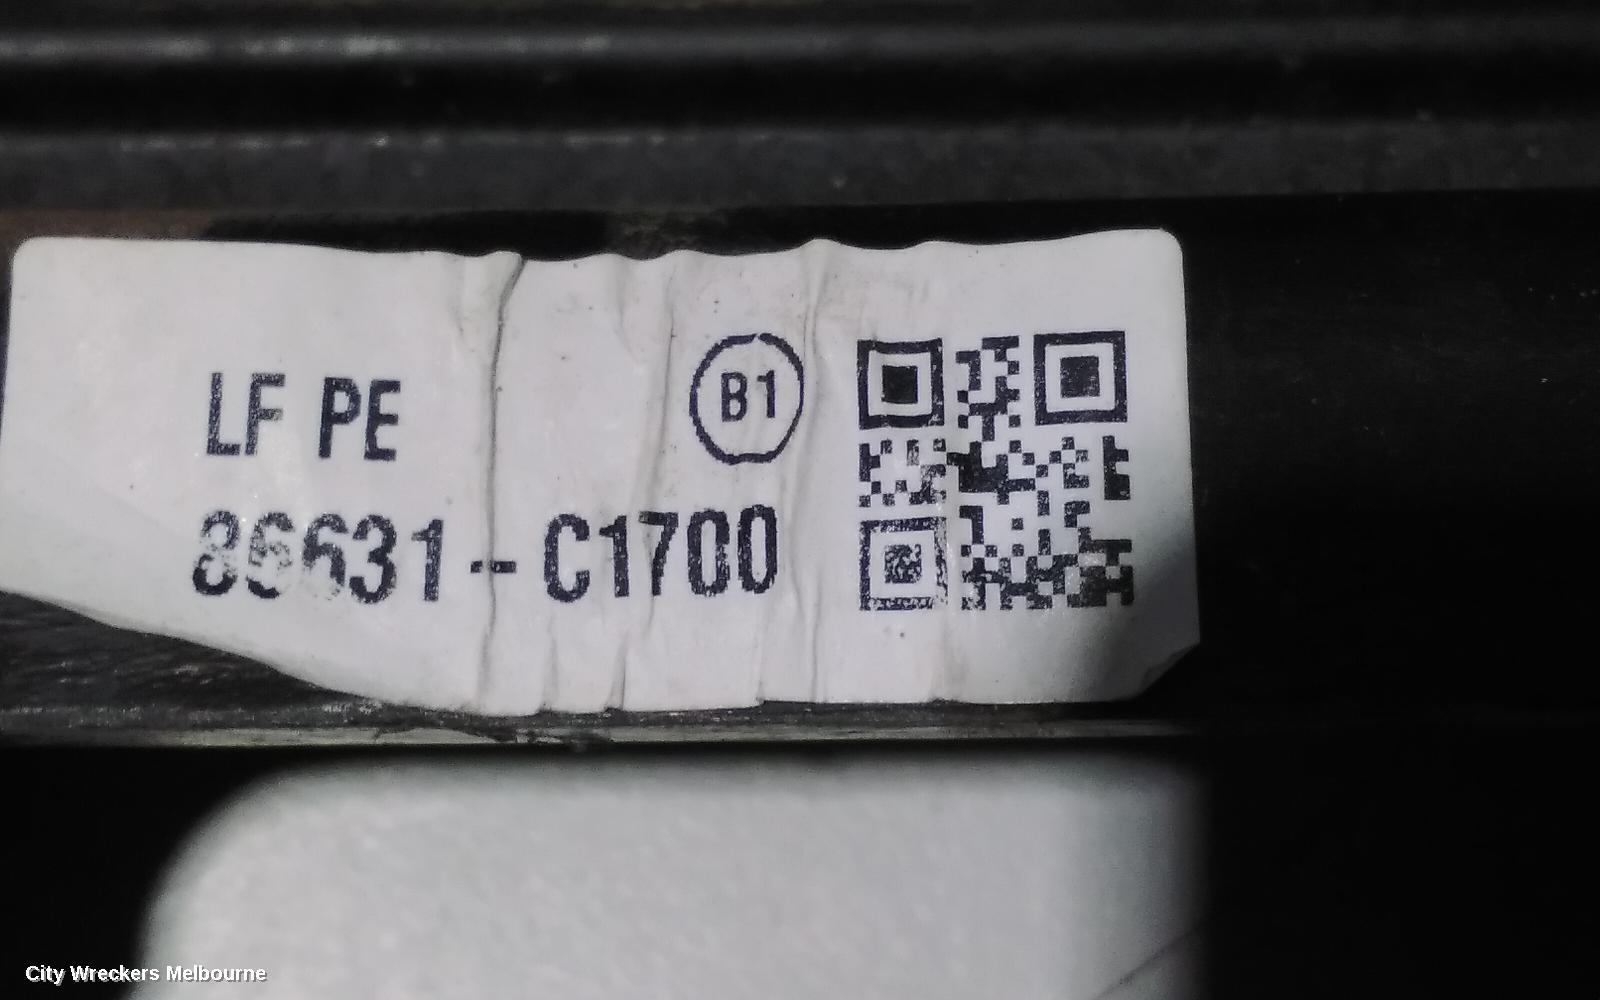 LF PE
B1
86631-C1700
City Wreckers Melbourne